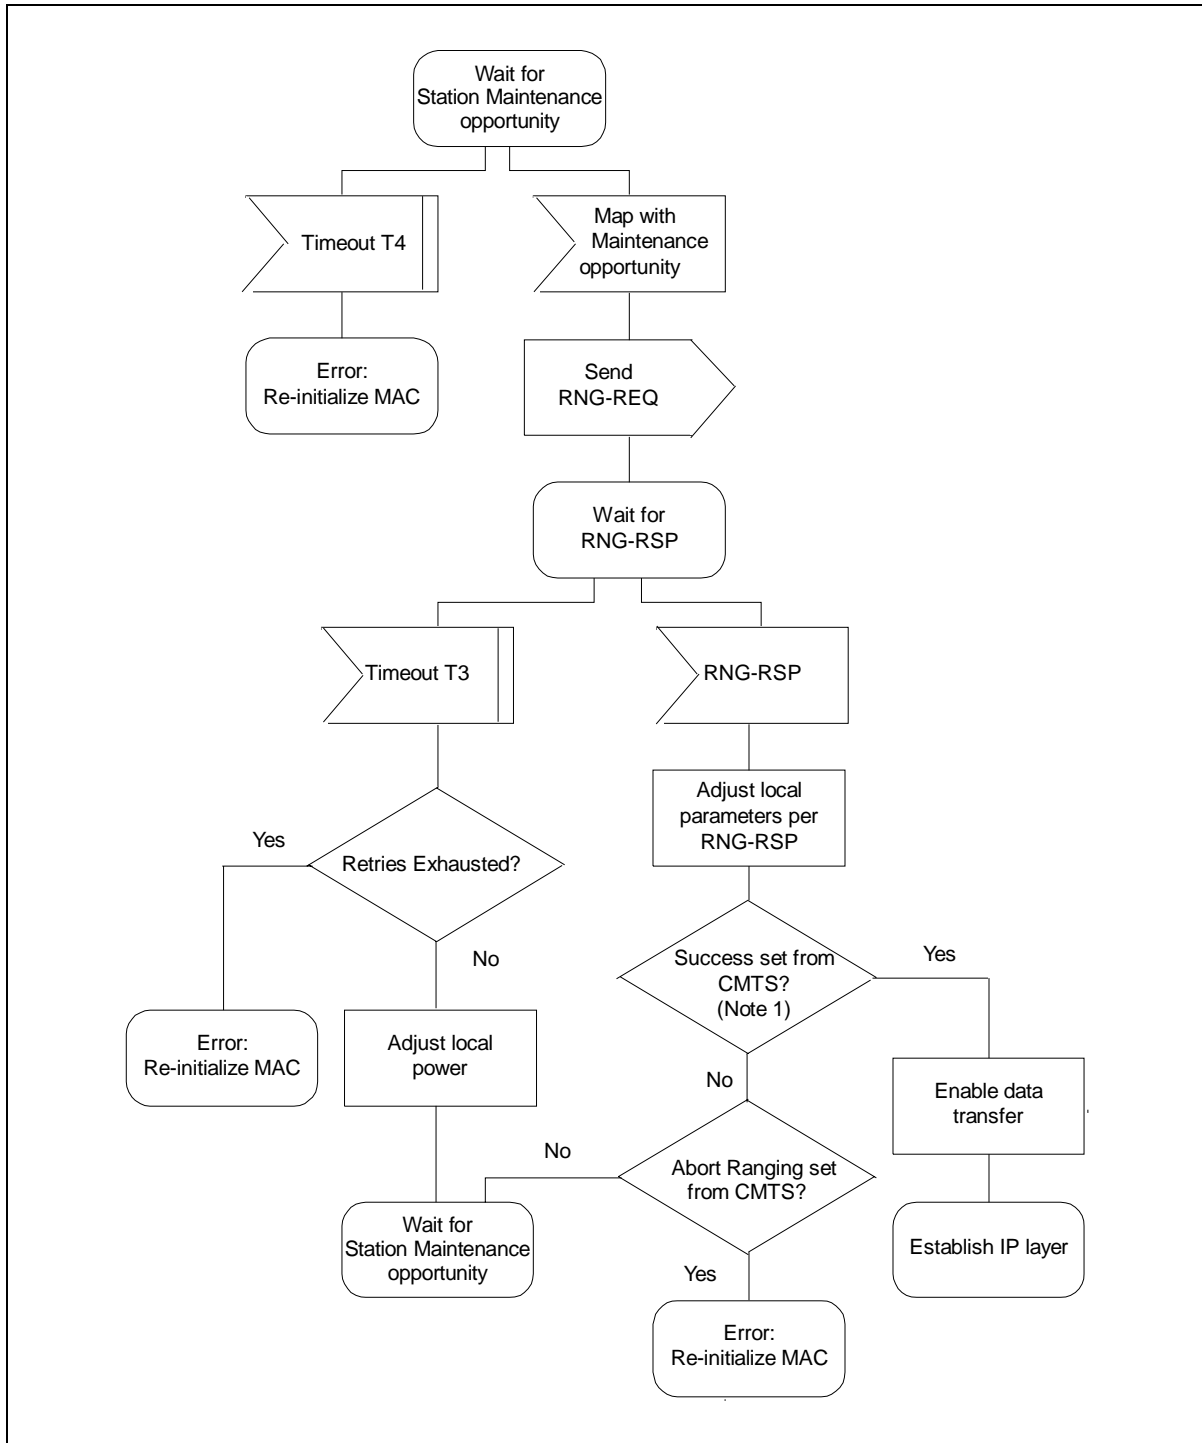 Wait for
Station Maintenance
opportunity
Timeout T4
Map with
Maintenance
opportunity
Error:
Re-initialize MAC
Send
RNG-REQ
Wait for
RNG-RSP
Timeout T3
RNG-RSP
Adjust local
parameters per
RNG-RSP
Yes
Retries Exhausted?
No
Success set from
CMTS?
(Note 1)
Yes
Error:
Re-initialize MAC
Adjust local
power
No
Enable data
transfer
No
Abort Ranging set
from CMTS?
Wait for
Station Maintenance
opportunity
Establish IP layer
Yes
Error:
Re-initialize MAC